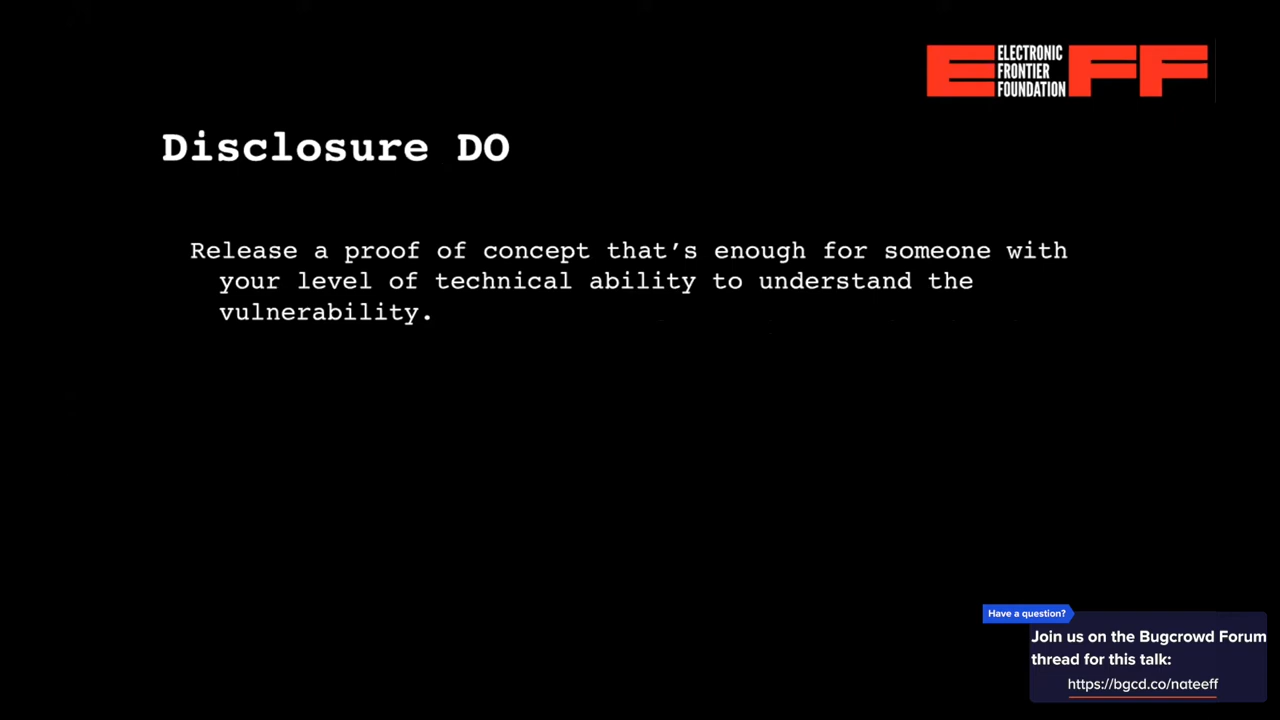 EFF
ELECTRONIC
FRONTIER
FOUNDATION
Disclosure DO
Release a proof of concept that’s enough for someone with
your level of technical ability to understand the
vulnerability.
Have a question?
Join us on the Bugcrowd Forum
thread for this talk:
https://bgcd.co/nateeff